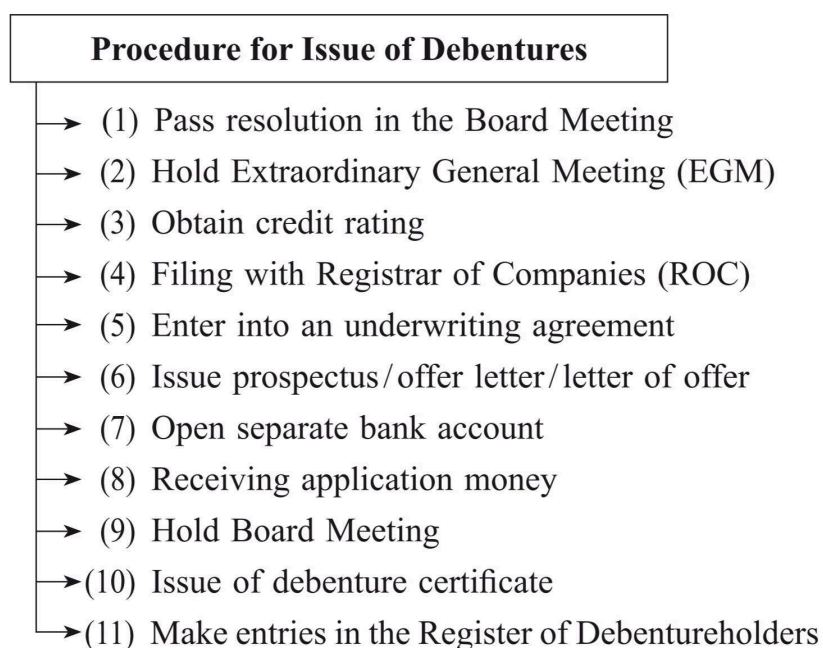 Procedure for Issue of Debentures
(1) Pass resolution in the Board Meeting
(2) Hold Extraordinary General Meeting (EGM)
(3) Obtain credit rating
(4) Filing with Registrar of Companies (ROC)
(5) Enter into an underwriting agreement
(6) Issue prospectus/offer letter/letter of offer
(7) Open separate bank account
(8) Receiving application money
(9) Hold Board Meeting
(10) Issue of debenture certificate
(11) Make entries in the Register of Debentureholders